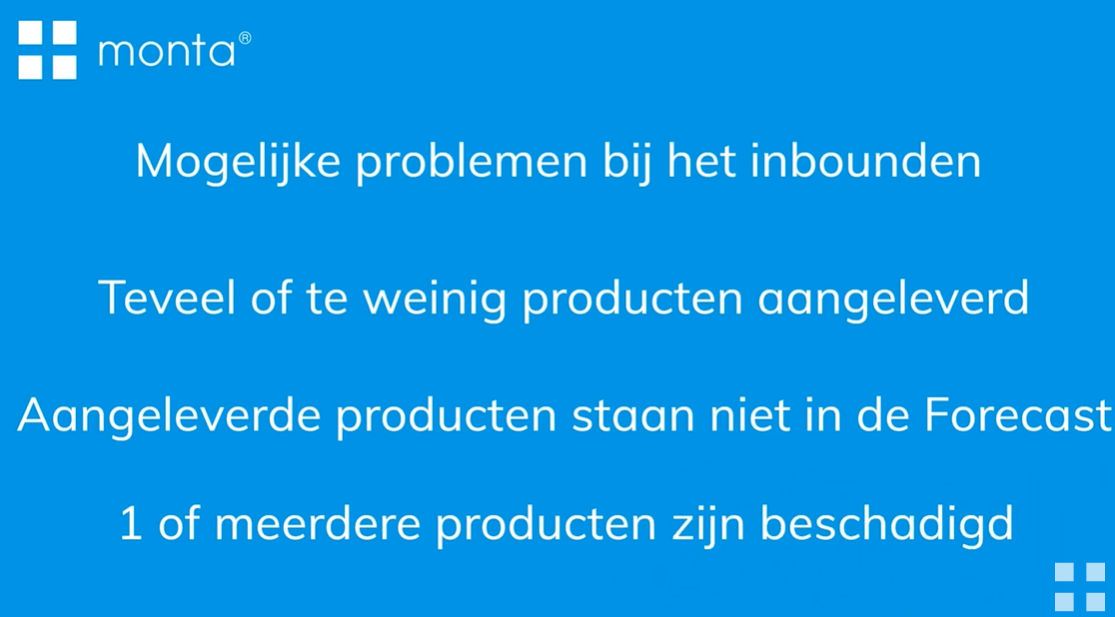 monta®
Mogelijke problemen bij het inbounden
Teveel of te weinig producten aangeleverd
Aangeleverde producten staan niet in de Forecast
1 of meerdere producten zijn beschadigd